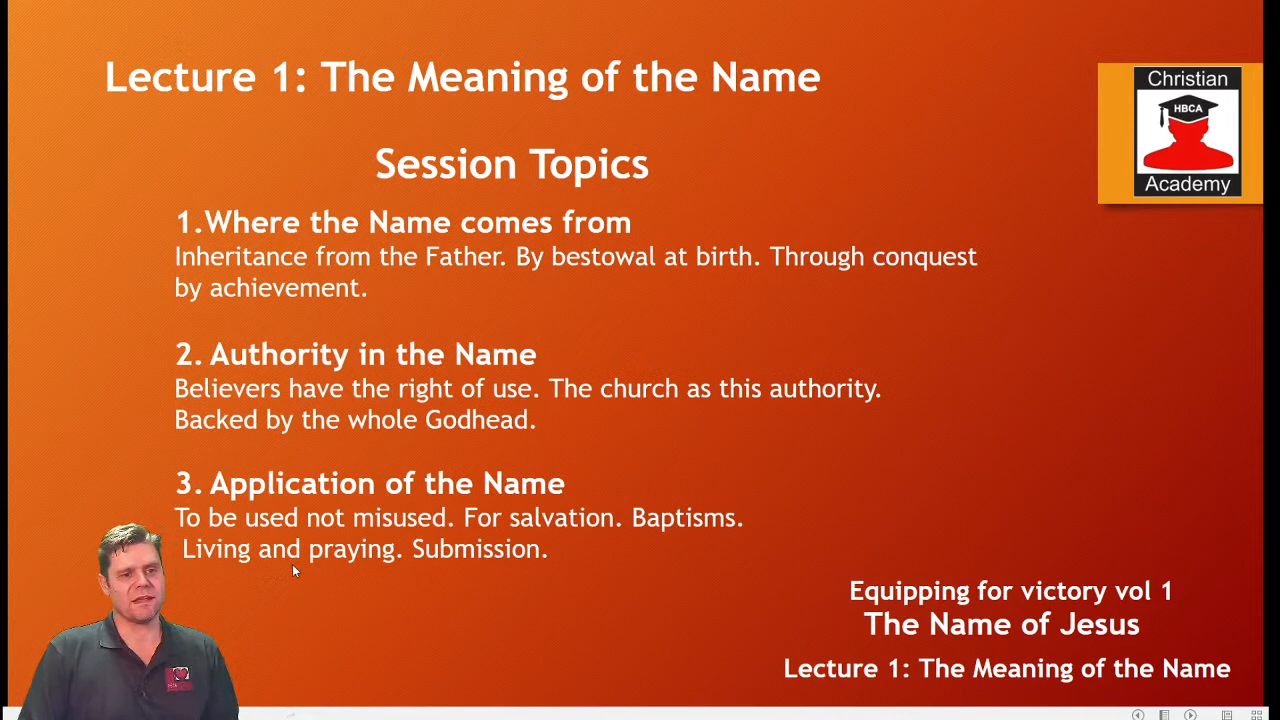 Lecture 1: The Meaning of the Name
Christian
HBCA
Academy
Session Topics
1.Where the Name comes from
Inheritance from the Father. By bestowal at birth. Through conquest
by achievement.
2. Authority in the Name
Believers have the right of use. The church as this authority.
Backed by the whole Godhead.
3. Application of the Name
To be used not misused. For salvation. Baptisms.
Living and praying. Submission.
Equipping for victory vol 1
The Name of Jesus
Lecture 1: The Meaning of the Name